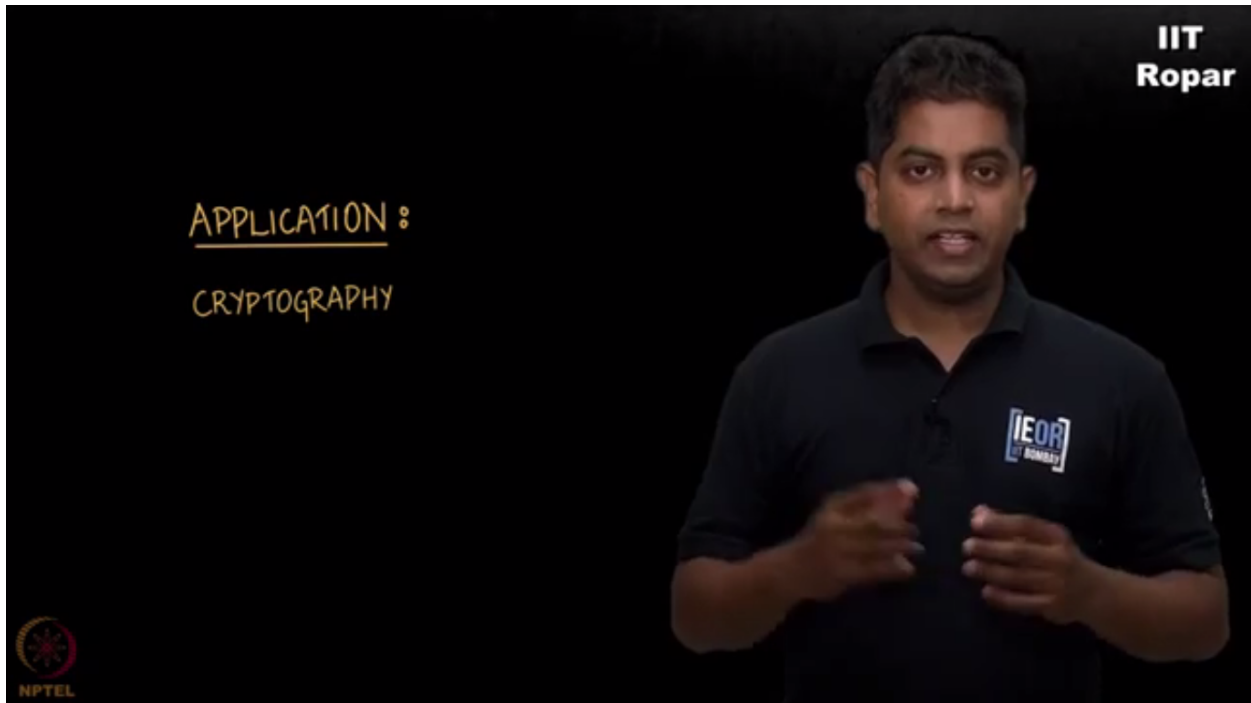 IIT
Ropar
APPLICATION:
CRYPTOGRAPHY
IEOR
IIT BOMBAY
NPTEL